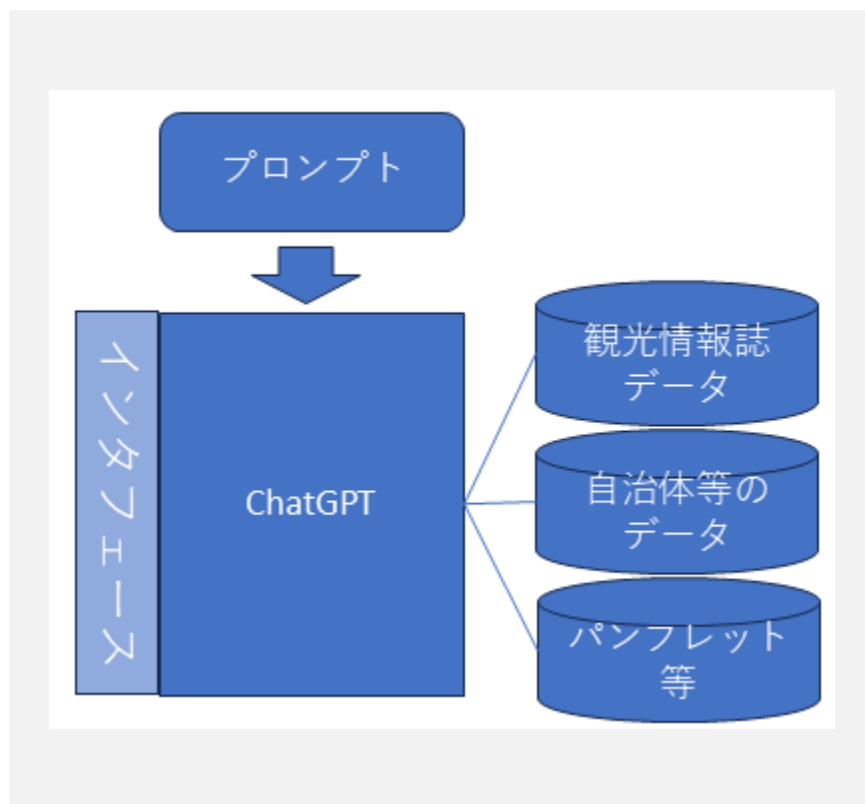 プロンプト
インタフェース
ChatGPT
観光情報誌
データ
自治体等の
データ
パンフレット
等